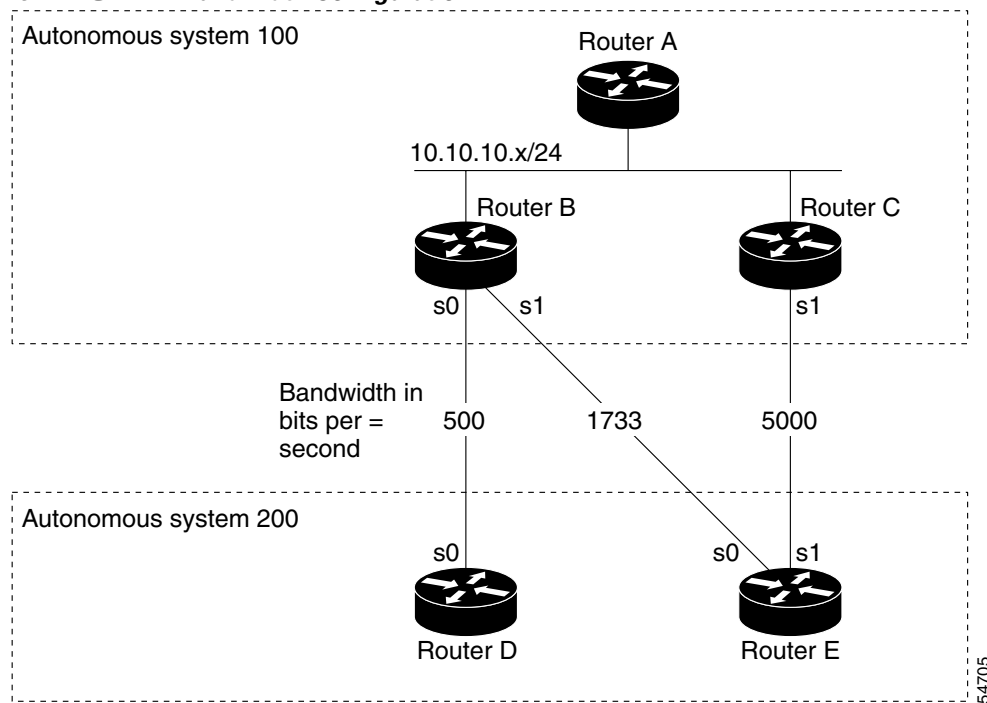 Autonomous system 100
Router A
10.10.10.x/24
Router B
Router C
s0
s1
s1
Bandwidth in
bits per =
second
500
1733
5000
Autonomous system 200
s0
s0
s1
Router D
Router E
54705